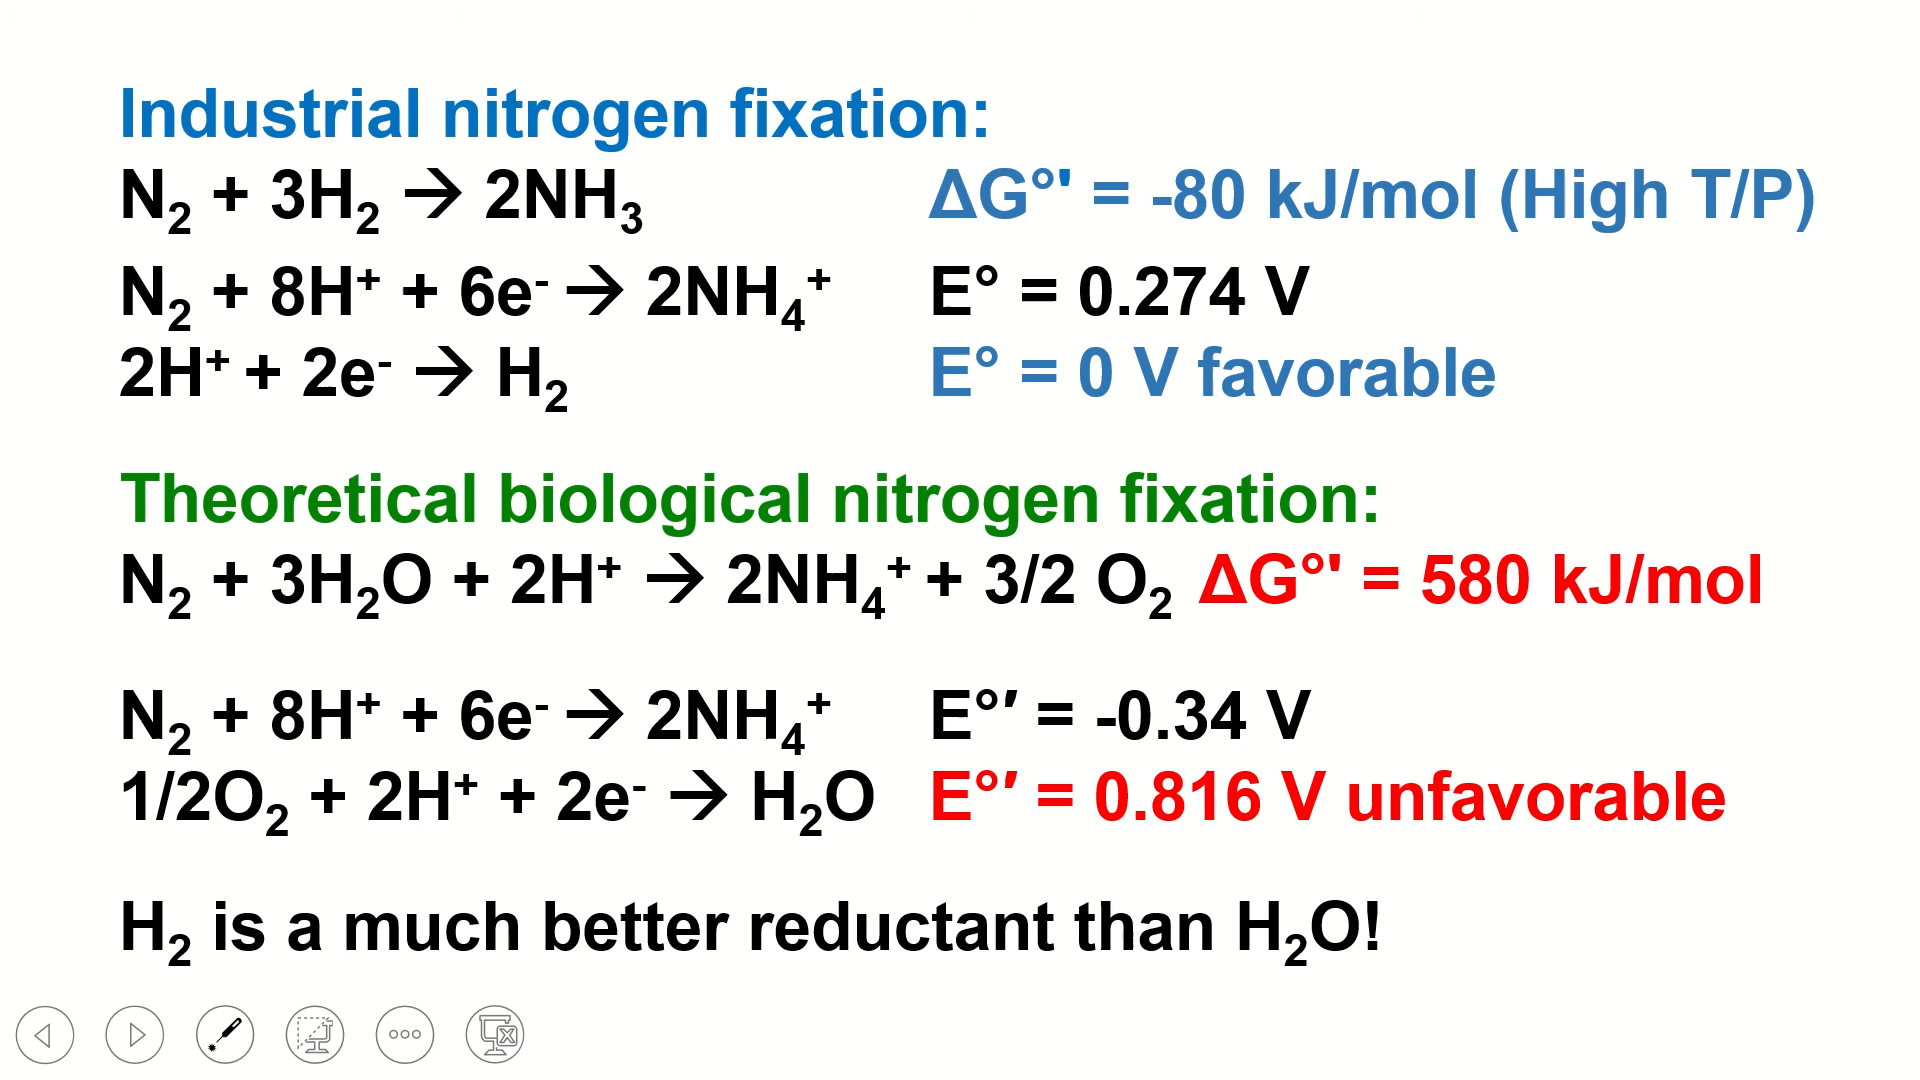 Industrial nitrogen fixation:
N₂ + 3H₂ → 2NH₃ ΔG°' = -80 kJ/mol (High T/P)
N₂ + 8H⁺ + 6e⁻ → 2NH₄⁺ E° = 0.274 V
2H⁺ + 2e⁻ → H₂ E° = 0 V favorable
Theoretical biological nitrogen fixation:
N₂ + 3H₂O + 2H⁺ → 2NH₄⁺ + 3/2 O₂ ΔG°' = 580 kJ/mol
N₂ + 8H⁺ + 6e⁻ → 2NH₄⁺ E°′ = -0.34 V
1/2O₂ + 2H⁺ + 2e⁻ → H₂O E°′ = 0.816 V unfavorable
H₂ is a much better reductant than H₂O!